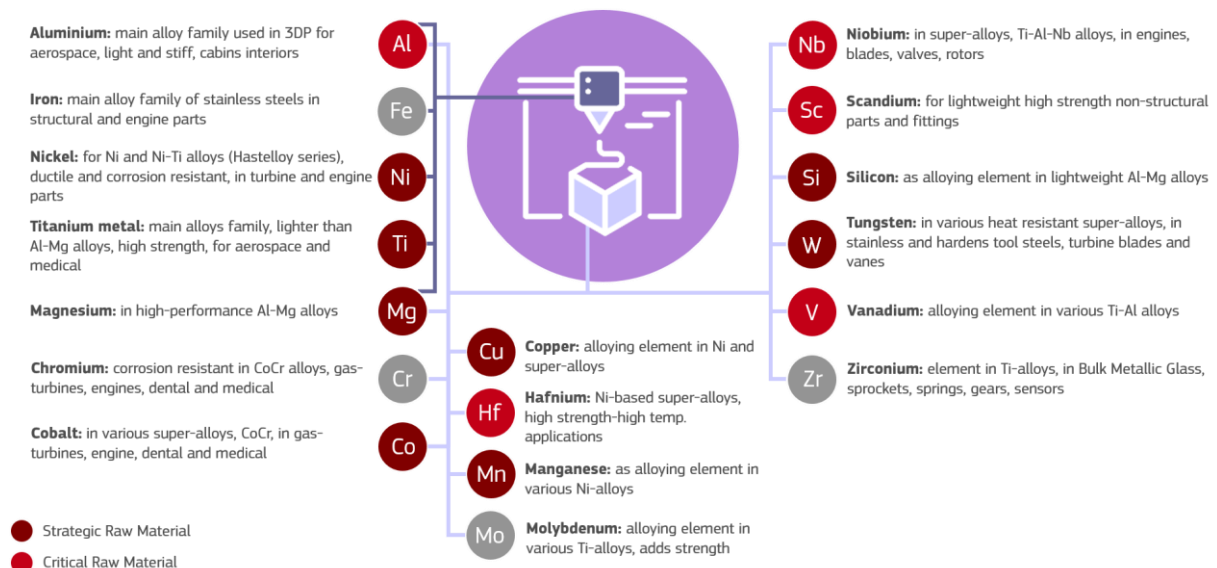 Aluminium: main alloy family used in 3DP for
aerospace, light and stiff, cabins interiors
Al
Iron: main alloy family of stainless steels in
structural and engine parts
Fe
Nickel: for Ni and Ni-Ti alloys (Hastelloy series),
ductile and corrosion resistant, in turbine and engine
parts
Ni
Titanium metal: main alloys family, lighter than
Al-Mg alloys, high strength, for aerospace and
medical
Ti
Magnesium: in high-performance Al-Mg alloys
Mg
Chromium: corrosion resistant in CoCr alloys, gas-
turbines, engines, dental and medical
Cr
Cobalt: in various super-alloys, CoCr, in gas-
turbines, engine, dental and medical
Co
Cu
Copper: alloying element in Ni and
super-alloys
Hf
Hafnium: Ni-based super-alloys,
high strength-high temp.
applications
Mn
Manganese: as alloying element in
various Ni-alloys
Mo
Molybdenum: alloying element in
various Ti-alloys, adds strength
Nb
Niobium: in super-alloys, Ti-Al-Nb alloys, in engines,
blades, valves, rotors
Sc
Scandium: for lightweight high strength non-structural
parts and fittings
Si
Silicon: as alloying element in lightweight Al-Mg alloys
W
Tungsten: in various heat resistant super-alloys, in
stainless and hardens tool steels, turbine blades and
vanes
V
Vanadium: alloying element in various Ti-Al alloys
Zr
Zirconium: element in Ti-alloys, in Bulk Metallic Glass,
sprockets, springs, gears, sensors
Strategic Raw Material
Critical Raw Material